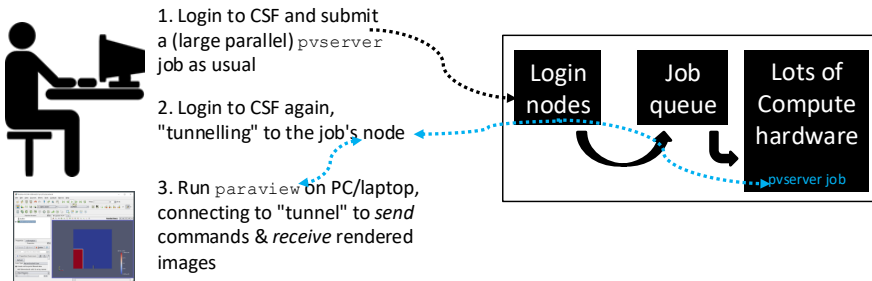 1. Login to CSF and submit
a (large parallel) pvserver
job as usual
2. Login to CSF again,
"tunnelling" to the job's node
3. Run paraview on PC/laptop,
connecting to "tunnel" to send
commands & receive rendered
images
Login
nodes
Job
queue
Lots of
Compute
hardware
pvserver job